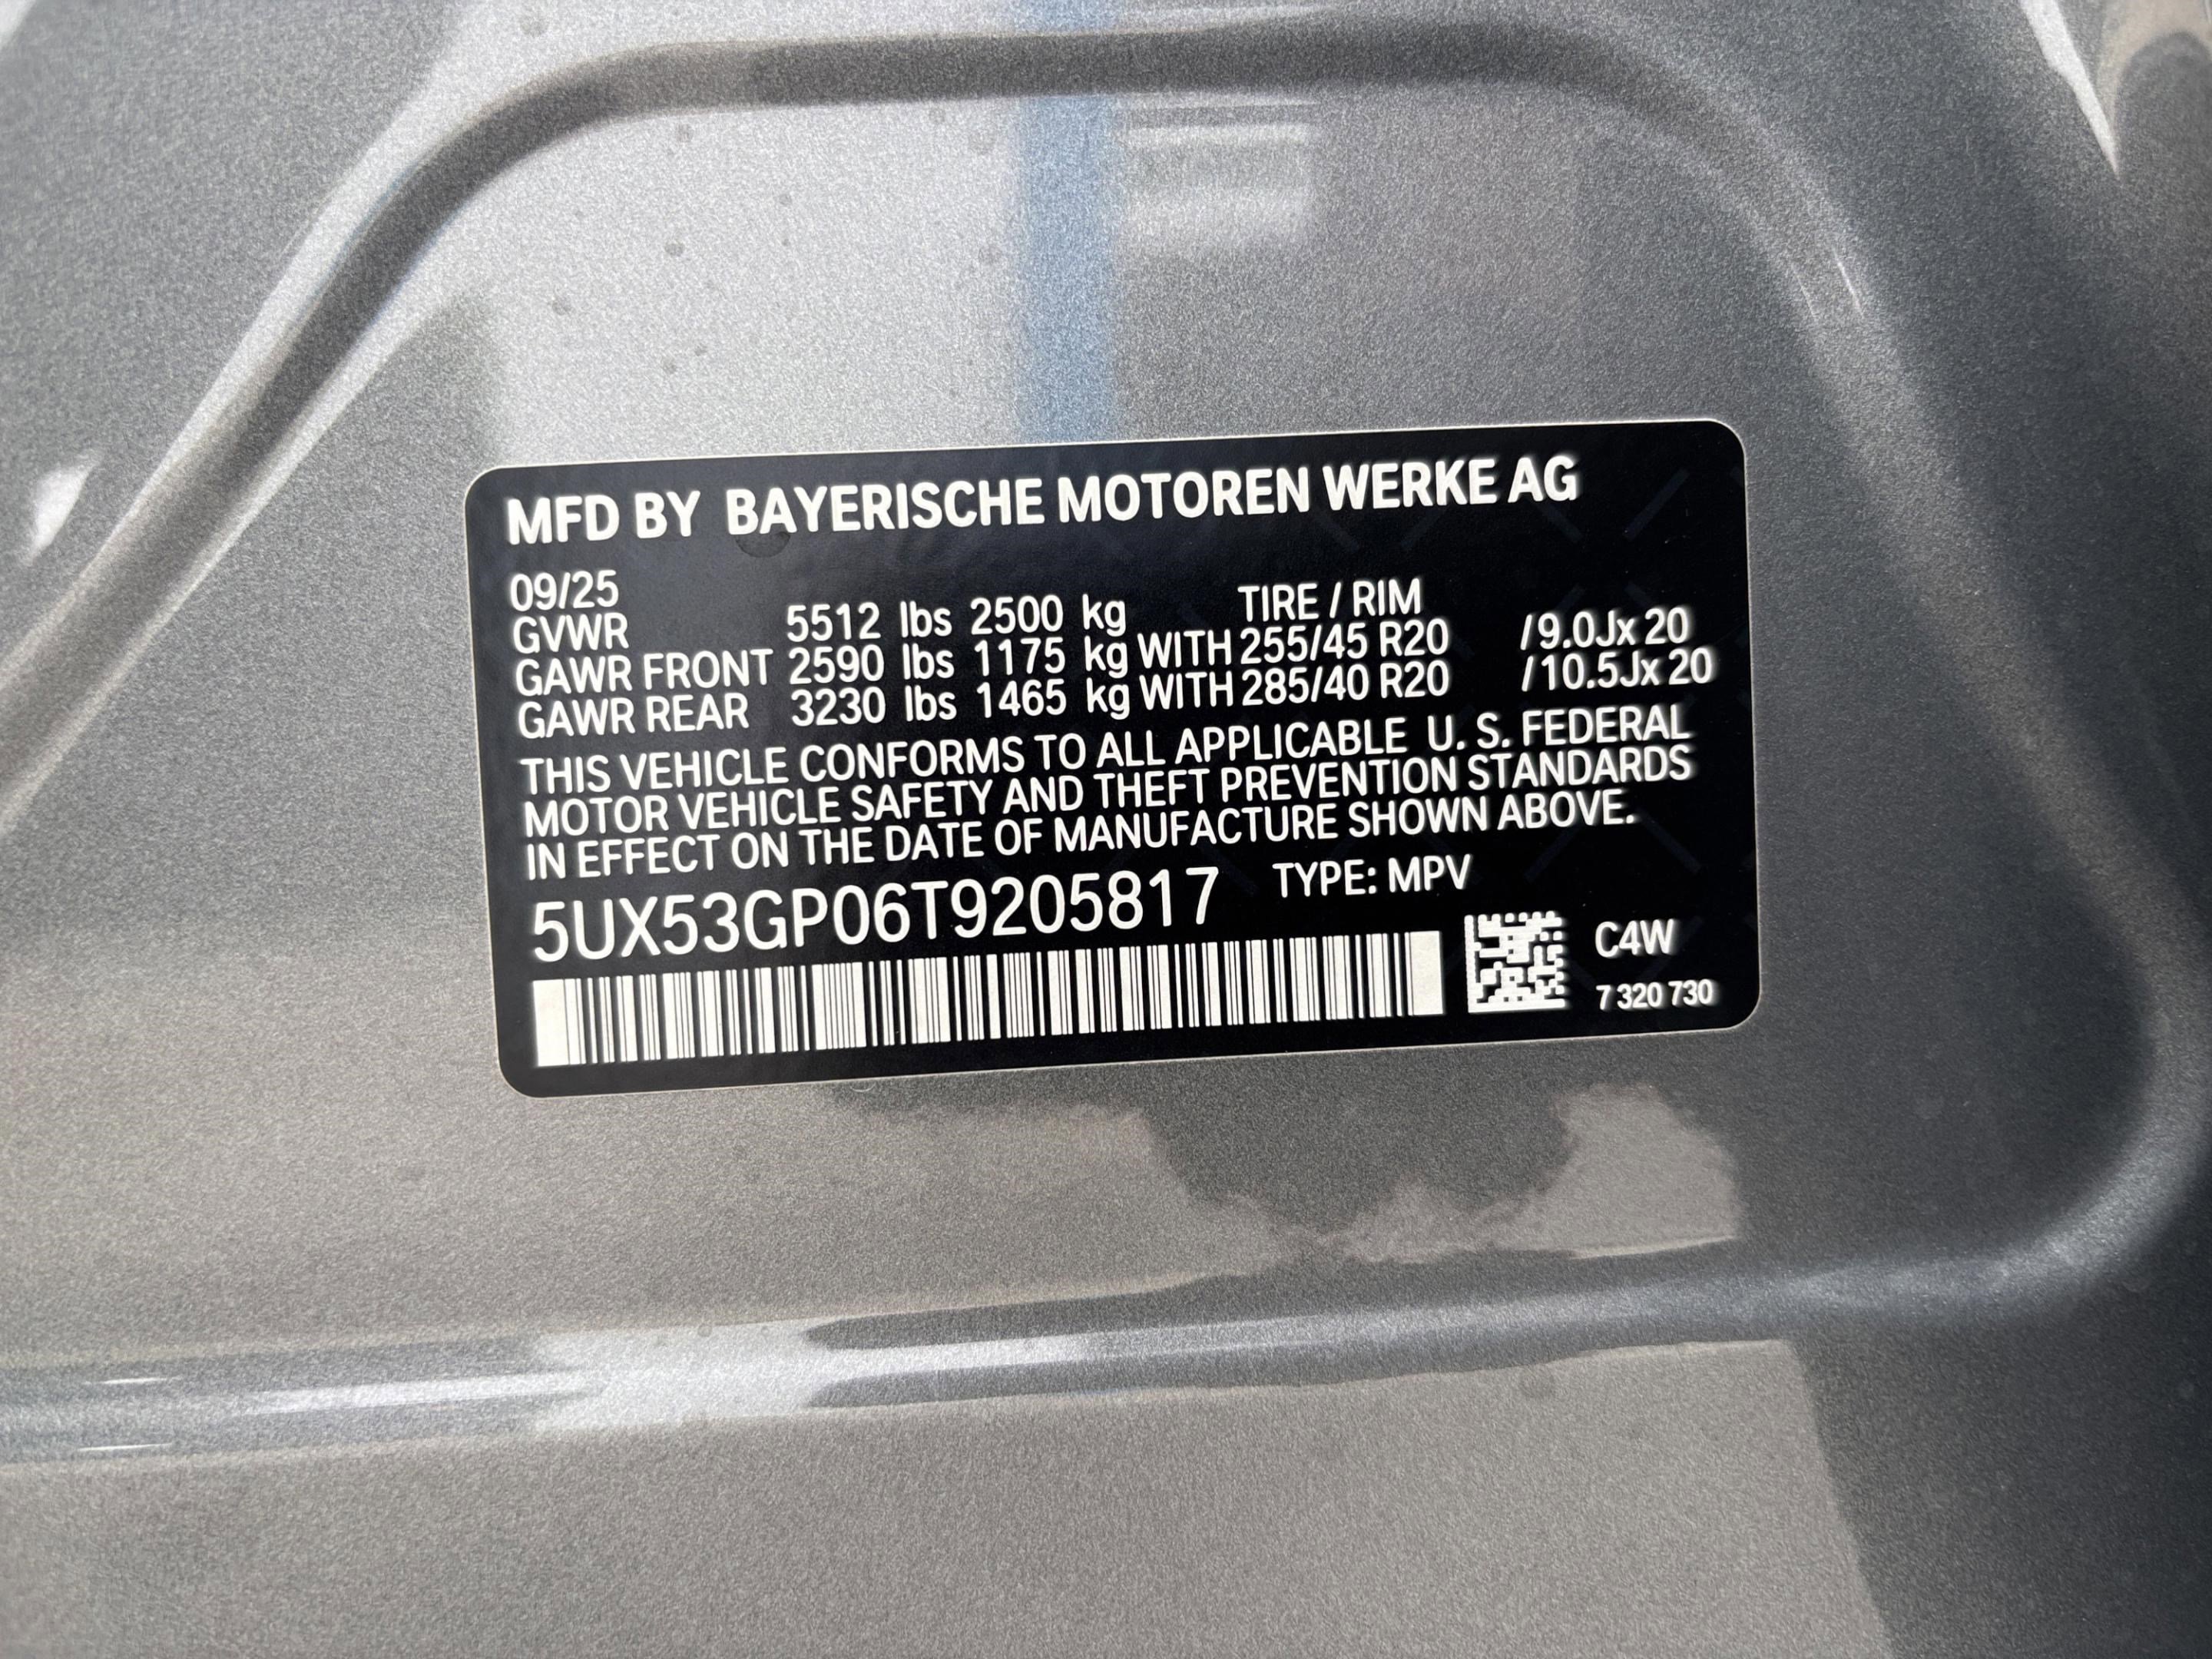 MFD BY BAYERISCHE MOTOREN WERKE AG
09/25 TIRE / RIM
GVWR 5512 lbs 2500 kg
GAWR FRONT 2590 lbs 1175 kg WITH 255/45 R20 /9.0Jx 20
GAWR REAR 3230 lbs 1465 kg WITH 285/40 R20 /10.5Jx 20
THIS VEHICLE CONFORMS TO ALL APPLICABLE U. S. FEDERAL
MOTOR VEHICLE SAFETY AND THEFT PREVENTION STANDARDS
IN EFFECT ON THE DATE OF MANUFACTURE SHOWN ABOVE.
5UX53GP06T9205817 TYPE: MPV
C4W
7 320 730